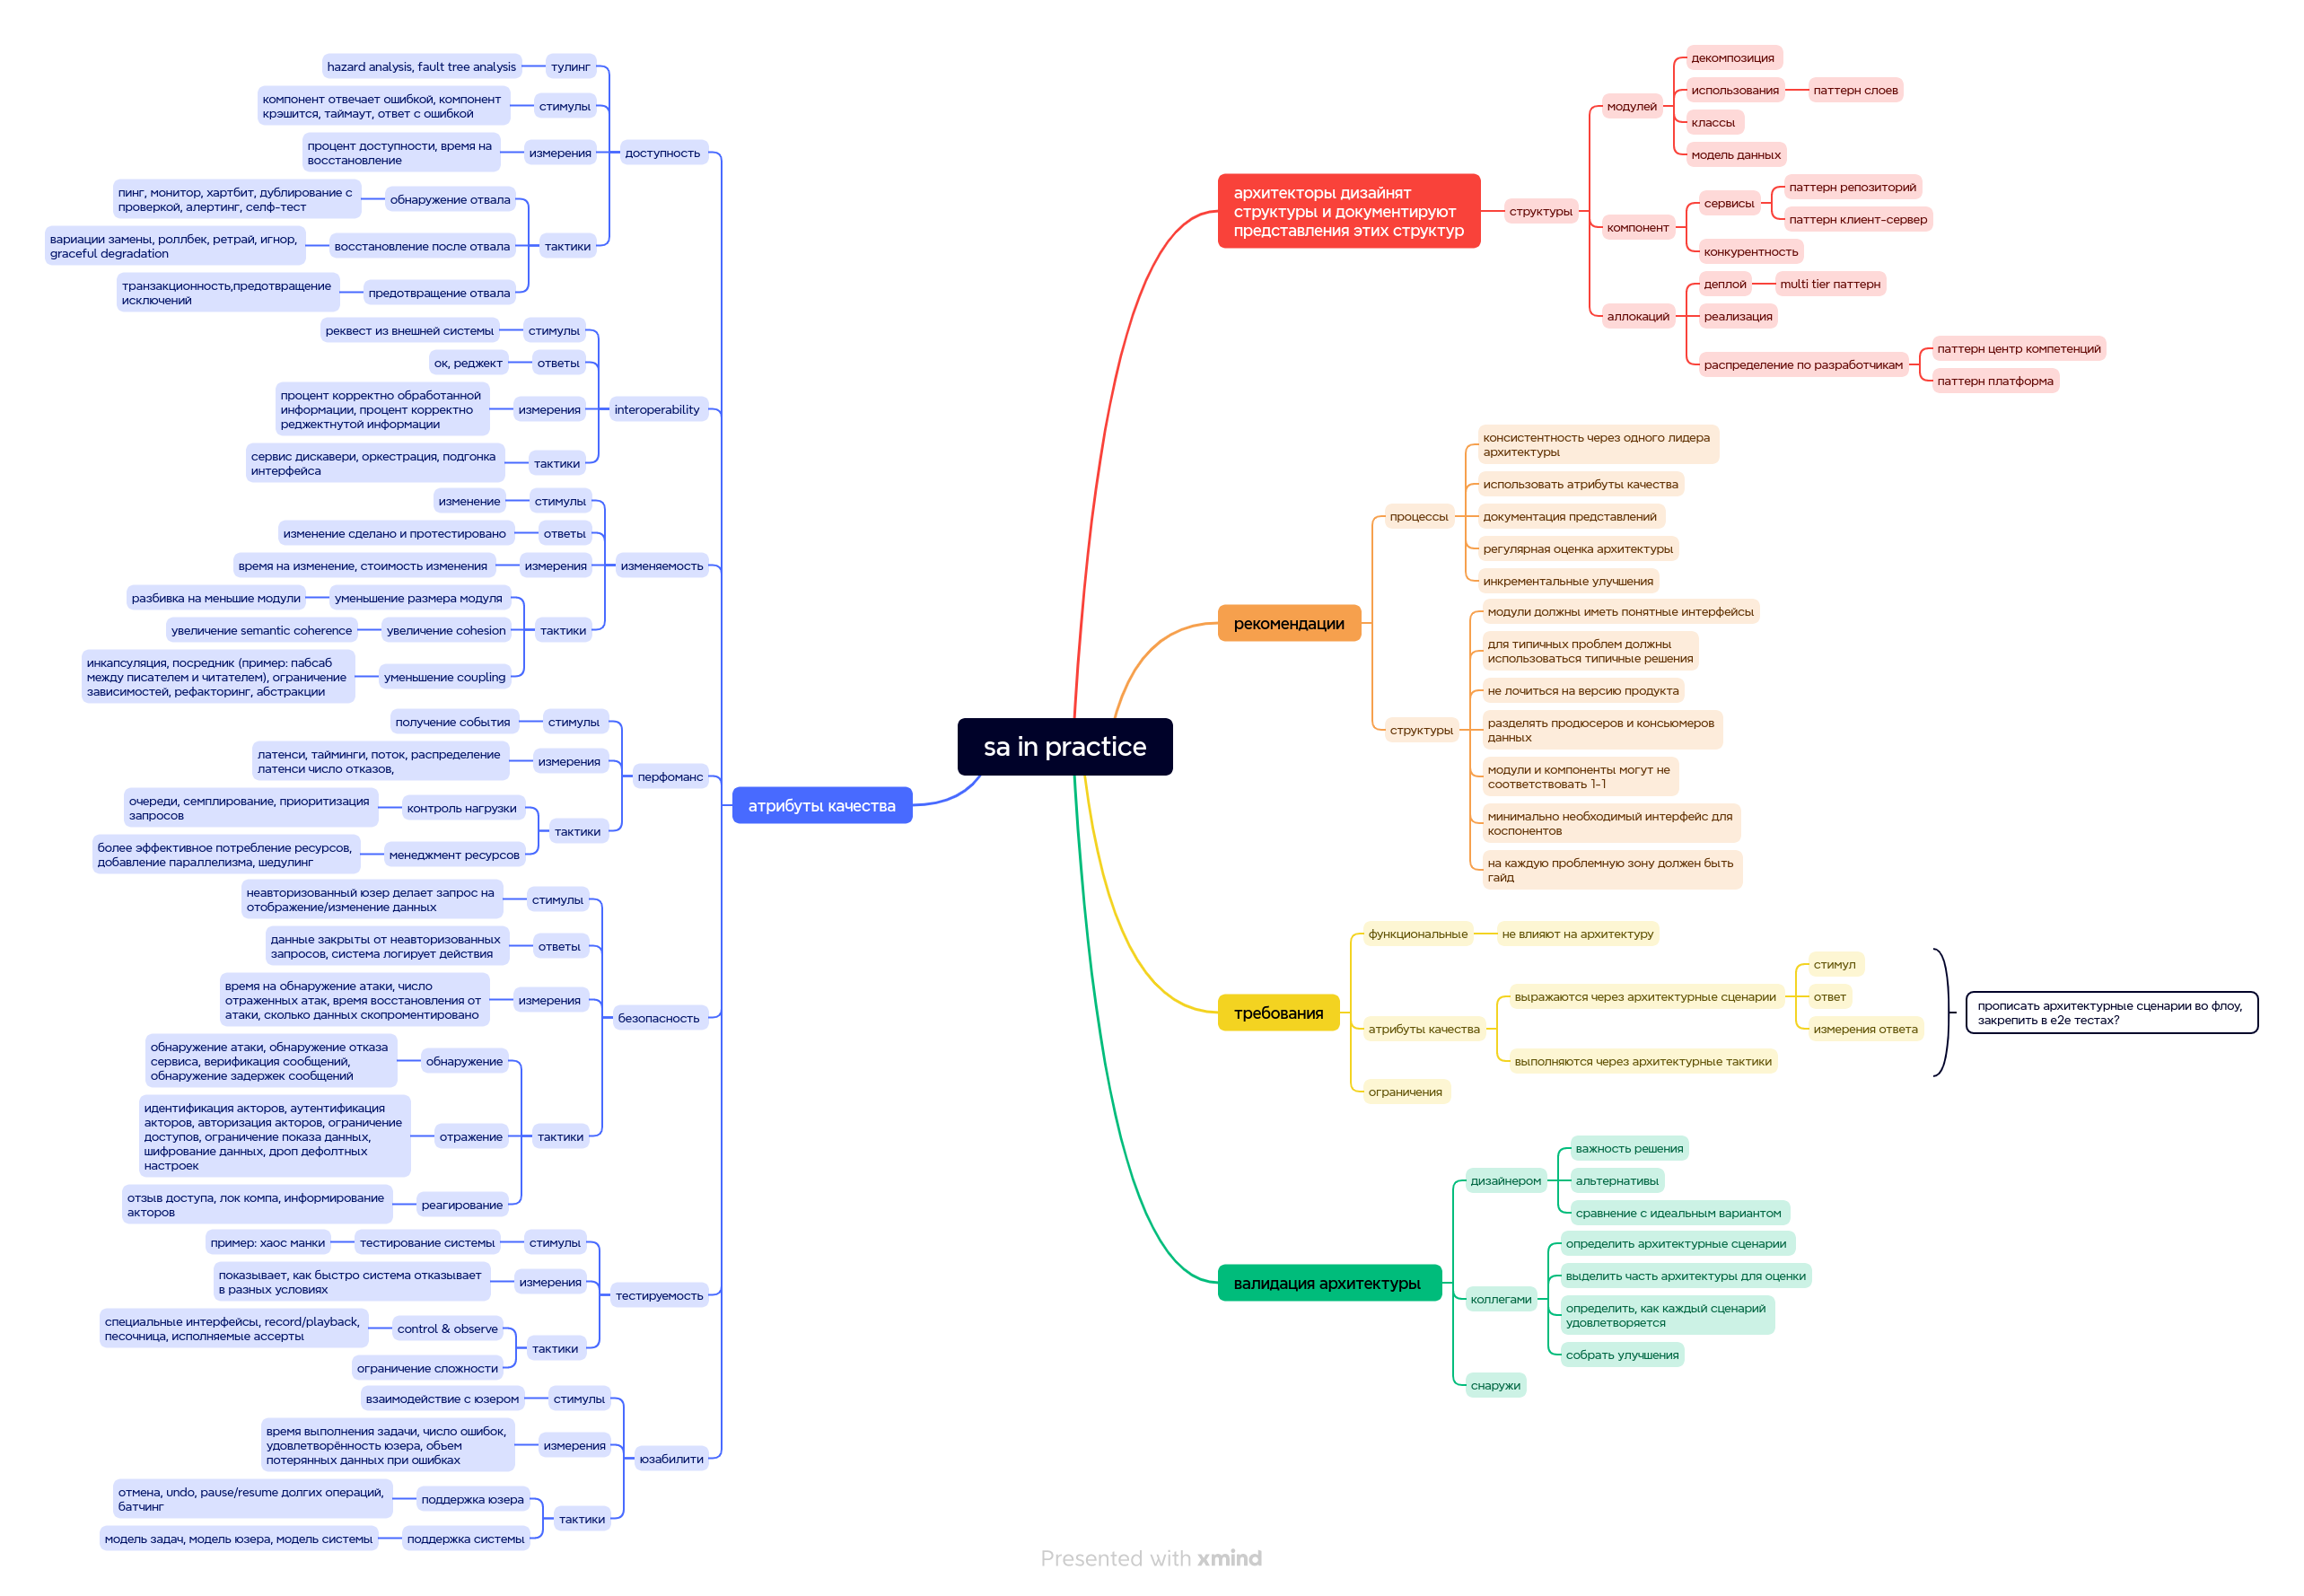 sa in practice
архитекторы дизайнят
структуры и документируют
представления этих структур
структуры
модулей
декомпозиция
использования
паттерн слоев
классы
модель данных
компонент
сервисы
паттерн репозиторий
паттерн клиент-сервер
конкурентность
аллокаций
деплой
multi tier паттерн
реализация
распределение по разработчикам
паттерн центр компетенций
паттерн платформа
рекомендации
процессы
консистентность через одного лидера
архитектуры
использовать атрибуты качества
документация представлений
регулярная оценка архитектуры
инкрементальные улучшения
структуры
модули должны иметь понятные интерфейсы
для типичных проблем должны
использоваться типичные решения
не лочиться на версию продукта
разделять продюсеров и консьюмеров
данных
модули и компоненты могут не
соответствовать 1-1
минимально необходимый интерфейс для
коспонентов
на каждую проблемную зону должен быть
гайд
требования
функциональные
не влияют на архитектуру
атрибуты качества
выражаются через архитектурные сценарии
стимул
ответ
измерения ответа
выполняются через архитектурные тактики
ограничения
прописать архитектурные сценарии во флоу,
закрепить в e2e тестах?
валидация архитектуры
дизайнером
важность решения
альтернативы
сравнение с идеальным вариантом
коллегами
определить архитектурные сценарии
выделить часть архитектуры для оценки
определить, как каждый сценарий
удовлетворяется
собрать улучшения
снаружи
атрибуты качества
доступность
тулинг
hazard analysis, fault tree analysis
стимулы
компонент отвечает ошибкой, компонент
крэшится, таймаут, ответ с ошибкой
измерения
процент доступности, время на
восстановление
тактики
обнаружение отвала
пинг, монитор, хартбит, дублирование с
проверкой, алертинг, селф-тест
восстановление после отвала
вариации замены, роллбек, ретрай, игнор,
graceful degradation
предотвращение отвала
транзакционность,предотвращение
исключений
interoperability
стимулы
реквест из внешней системы
ответы
ок, реджект
измерения
процент корректно обработанной
информации, процент корректно
реджектнутой информации
тактики
сервис дискавери, оркестрация, подгонка
интерфейса
изменяемость
стимулы
изменение
ответы
изменение сделано и протестировано
измерения
время на изменение, стоимость изменения
тактики
уменьшение размера модуля
разбивка на меньшие модули
увеличение cohesion
увеличение semantic coherence
уменьшение coupling
инкапсуляция, посредник (пример: пабсаб
между писателем и читателем), ограничение
зависимостей, рефакторинг, абстракции
перфоманс
стимулы
получение события
измерения
латенси, тайминги, поток, распределение
латенси число отказов,
тактики
контроль нагрузки
очереди, семплирование, приоритизация
запросов
менеджмент ресурсов
более эффективное потребление ресурсов,
добавление параллелизма, шедулинг
безопасность
стимулы
неавторизованный юзер делает запрос на
отображение/изменение данных
ответы
данные закрыты от неавторизованных
запросов, система логирует действия
измерения
время на обнаружение атаки, число
отраженных атак, время восстановления от
атаки, сколько данных скопроментировано
тактики
обнаружение
обнаружение атаки, обнаружение отказа
сервиса, верификация сообщений,
обнаружение задержек сообщений
отражение
идентификация акторов, аутентификация
акторов, авторизация акторов, ограничение
доступов, ограничение показа данных,
шифрование данных, дроп дефолтных
настроек
реагирование
отзыв доступа, лок компа, информирование
акторов
тестируемость
стимулы
тестирование системы
пример: хаос манки
измерения
показывает, как быстро система отказывает
в разных условиях
тактики
control & observe
специальные интерфейсы, record/playback,
песочница, исполняемые ассерты
ограничение сложности
юзабилити
стимулы
взаимодействие с юзером
измерения
время выполнения задачи, число ошибок,
удовлетворённость юзера, объем
потерянных данных при ошибках
тактики
поддержка юзера
отмена, undo, pause/resume долгих операций,
батчинг
поддержка системы
модель задач, модель юзера, модель системы
Presented with xmind